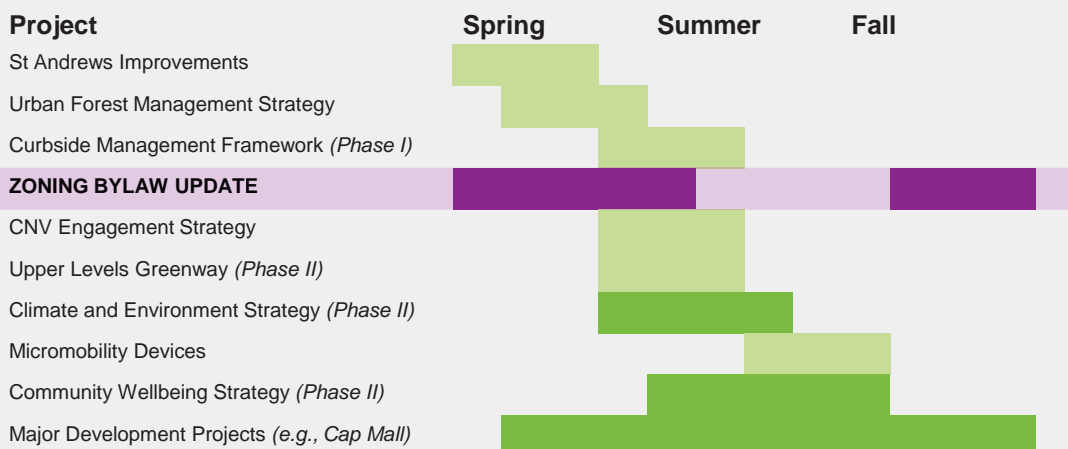 Project Spring Summer Fall
St Andrews Improvements
Urban Forest Management Strategy
Curbside Management Framework (Phase I)
ZONING BYLAW UPDATE
CNV Engagement Strategy
Upper Levels Greenway (Phase II)
Climate and Environment Strategy (Phase II)
Micromobility Devices
Community Wellbeing Strategy (Phase II)
Major Development Projects (e.g., Cap Mall)